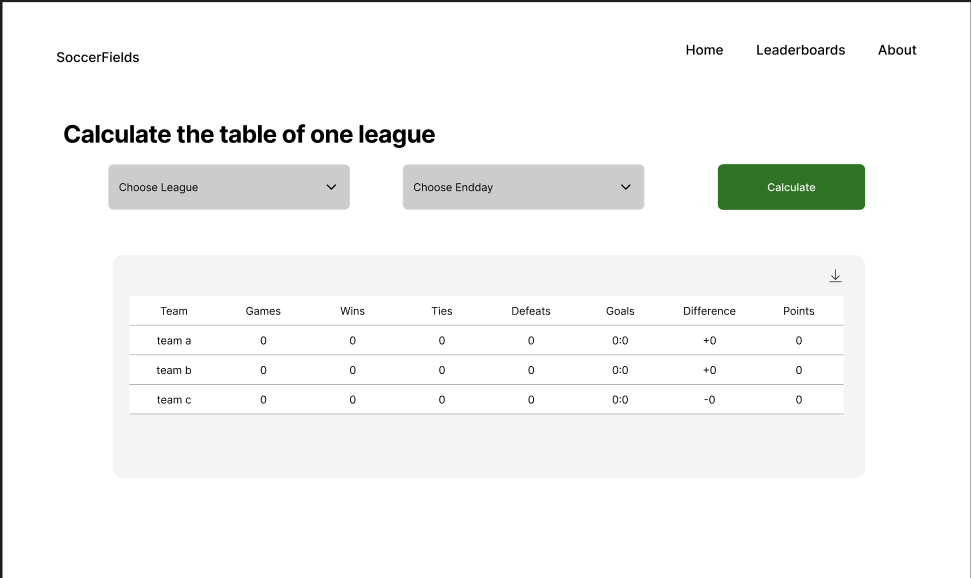 SoccerFields
Home Leaderboards About
Calculate the table of one league
Choose League Choose Endday Calculate
Team Games Wins Ties Defeats Goals Difference Points
team a 0 0 0 0 0:0 +0 0
team b 0 0 0 0 0:0 +0 0
team c 0 0 0 0 0:0 -0 0